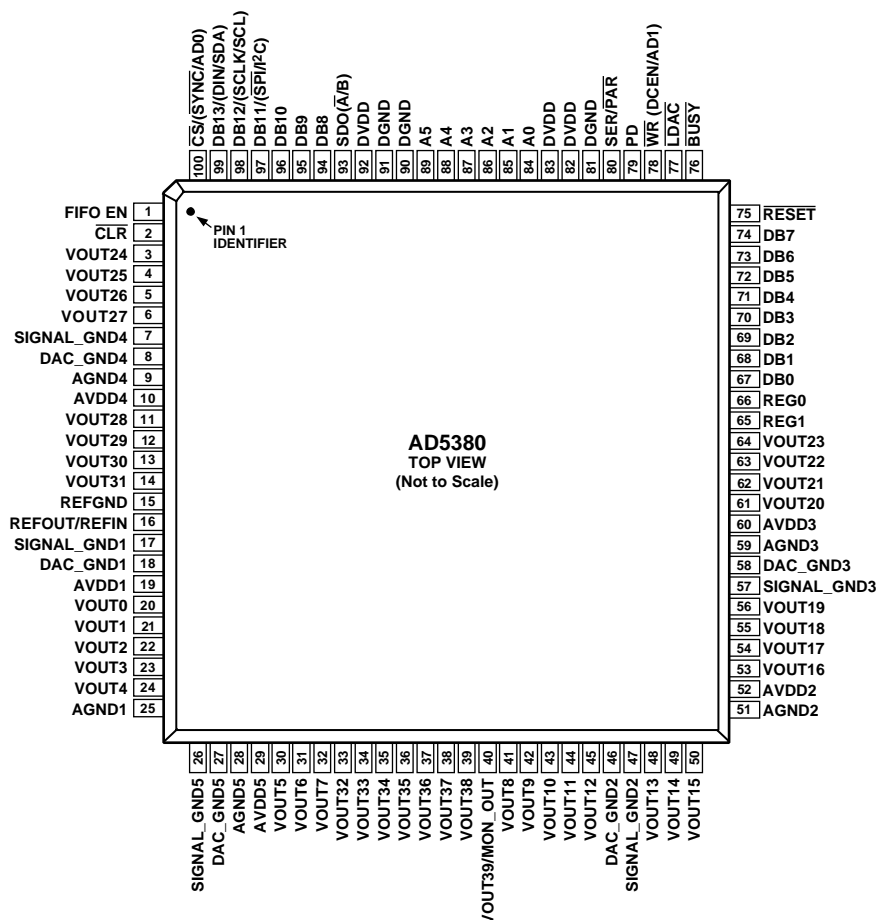 CS/(SYNC/AD0)
DB13/(DIN/SDA)
DB12/(SCLK/SCL)
DB11/(SPI/I²C)
DB10
DB9
DB8
SDO(A/B)
DVDD
DGND
DGND
A5
A4
A3
A2
A1
A0
DVDD
DVDD
DGND
SER/PAR
PD
WR (DCEN/AD1)
LDAC
BUSY
100 99 98 97 96 95 94 93 92 91 90 89 88 87 86 85 84 83 82 81 80 79 78 77 76
FIFO EN 1
CLR 2
VOUT24 3
VOUT25 4
VOUT26 5
VOUT27 6
SIGNAL_GND4 7
DAC_GND4 8
AGND4 9
AVDD4 10
VOUT28 11
VOUT29 12
VOUT30 13
VOUT31 14
REFGND 15
REFOUT/REFIN 16
SIGNAL_GND1 17
DAC_GND1 18
AVDD1 19
VOUT0 20
VOUT1 21
VOUT2 22
VOUT3 23
VOUT4 24
AGND1 25
PIN 1
IDENTIFIER
AD5380
TOP VIEW
(Not to Scale)
75 RESET
74 DB7
73 DB6
72 DB5
71 DB4
70 DB3
69 DB2
68 DB1
67 DB0
66 REG0
65 REG1
64 VOUT23
63 VOUT22
62 VOUT21
61 VOUT20
60 AVDD3
59 AGND3
58 DAC_GND3
57 SIGNAL_GND3
56 VOUT19
55 VOUT18
54 VOUT17
53 VOUT16
52 AVDD2
51 AGND2
26 27 28 29 30 31 32 33 34 35 36 37 38 39 40 41 42 43 44 45 46 47 48 49 50
SIGNAL_GND5
DAC_GND5
AGND5
AVDD5
VOUT5
VOUT6
VOUT7
VOUT32
VOUT33
VOUT34
VOUT35
VOUT36
VOUT37
VOUT38
VOUT39/MON_OUT
VOUT8
VOUT9
VOUT10
VOUT11
VOUT12
DAC_GND2
SIGNAL_GND2
VOUT13
VOUT14
VOUT15